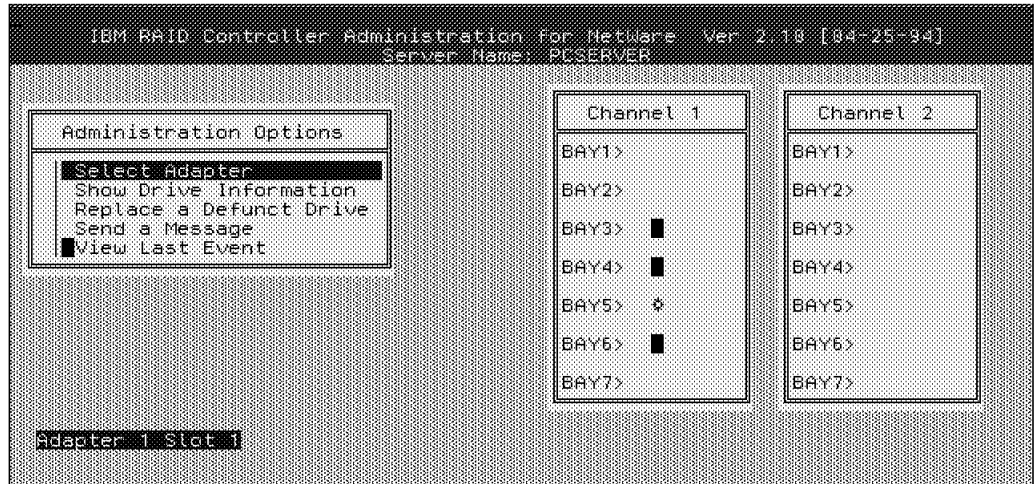 IBM RAID Controller Administration for NetWare Ver 2.10 [04-25-94]
Server Name: PCSERVER
Administration Options
Select Adapter
Show Drive Information
Replace a Defunct Drive
Send a Message
View Last Event
Channel 1
BAY1>
BAY2>
BAY3>
BAY4>
BAY5>
BAY6>
BAY7>
Channel 2
BAY1>
BAY2>
BAY3>
BAY4>
BAY5>
BAY6>
BAY7>
Adapter 1 Slot 1